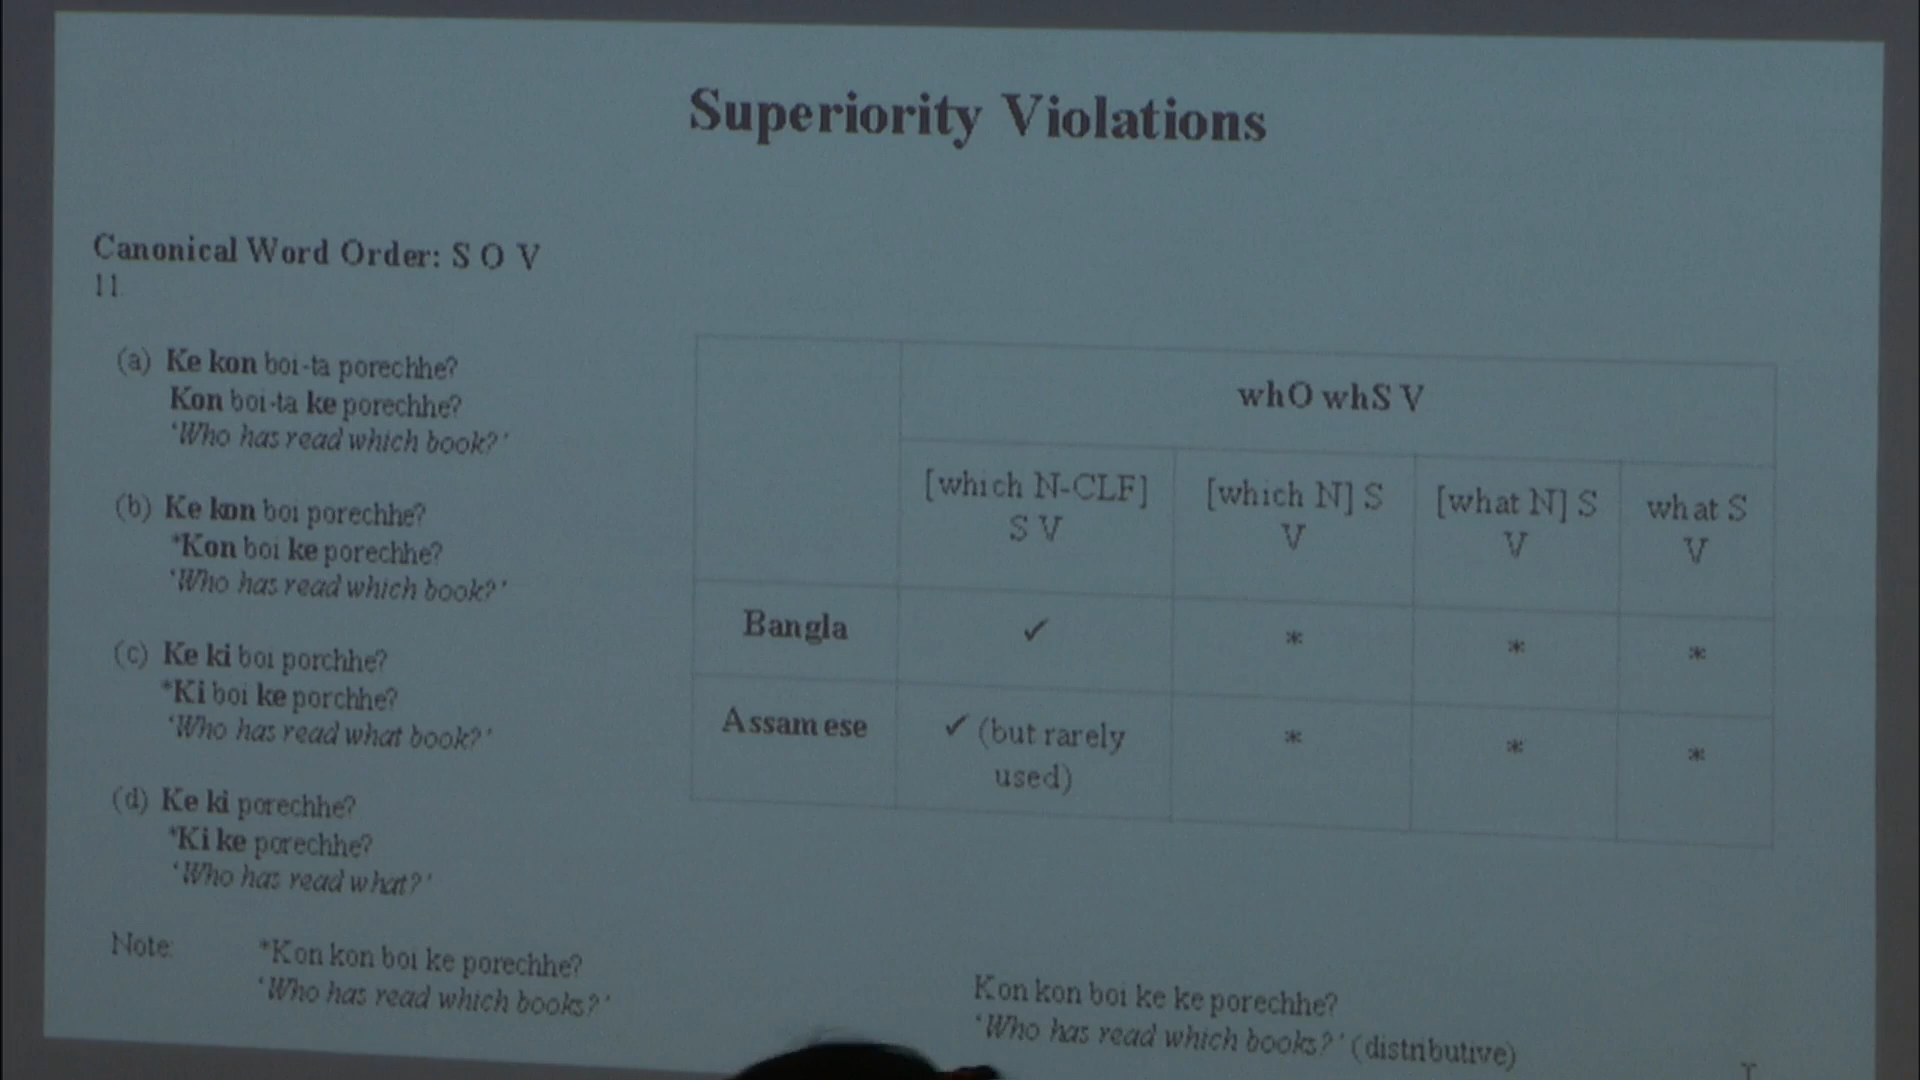 Superiority Violations
Canonical Word Order: S O V
11.
(a) Ke kon boi-ta porechhe?
Kon boi-ta ke porechhe?
‘Who has read which book?’
(b) Ke kon boi porechhe?
*Kon boi ke porechhe?
‘Who has read which book?’
(c) Ke ki boi porchhe?
*Ki boi ke porchhe?
‘Who has read what book?’
(d) Ke ki porechhe?
*Ki ke porechhe?
‘Who has read what?’
Note: *Kon kon boi ke porechhe?
‘Who has read which books?’
whO whS V
[which N-CLF] S V
[which N] S V
[what N] S V
what S V
Bangla ✓ * * *
Assamese ✓ (but rarely used) * * *
Kon kon boi ke ke porechhe?
‘Who has read which books?’ (distributive)